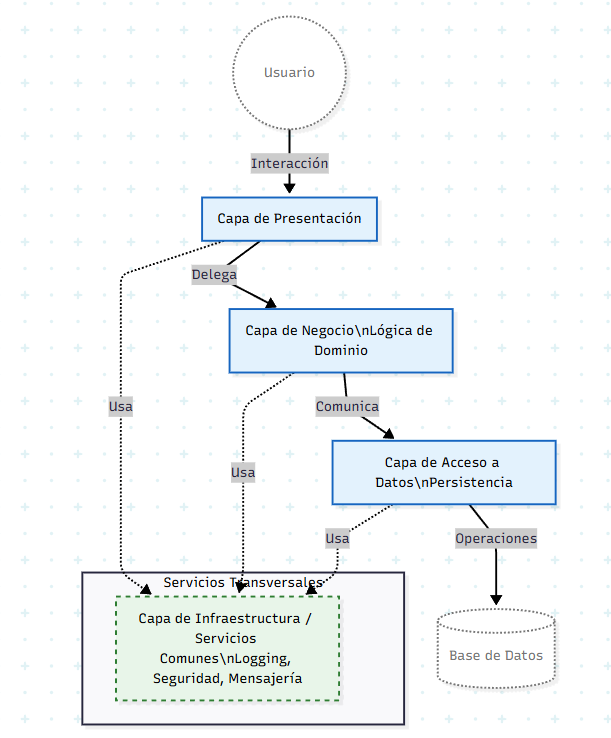 Usuario
Interacción
Capa de Presentación
Delega
Capa de Negocio\nLógica de
Dominio
Usa
Comunica
Usa
Capa de Acceso a
Datos\nPersistencia
Usa
Operaciones
Servicios Transversales
Capa de Infraestructura /
Servicios
Comunes\nLogging,
Seguridad, Mensajería
Base de Datos